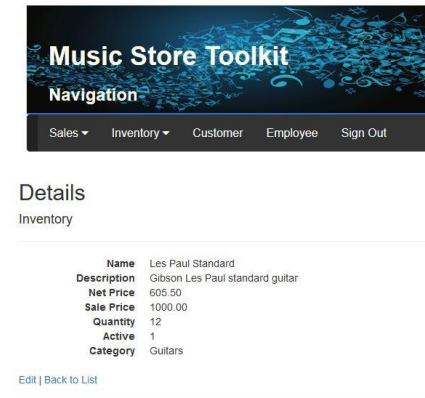 Music Store Toolkit
Navigation
Sales Inventory Customer Employee Sign Out
Details
Inventory
Name Les Paul Standard
Description Gibson Les Paul standard guitar
Net Price 605.50
Sale Price 1000.00
Quantity 12
Active 1
Category Guitars
Edit | Back to List